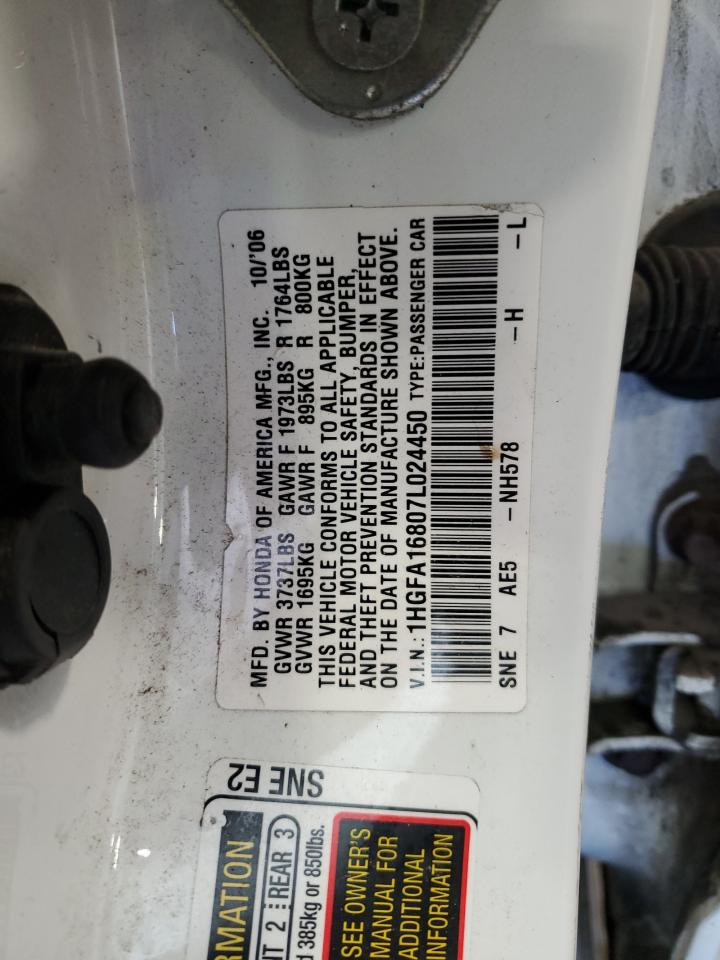 MFD. BY HONDA OF AMERICA MFG., INC. 10/'06
GVWR 3737LBS GAWR F 1973LBS R 1764LBS
GVWR 1695KG GAWR F 895KG R 800KG
THIS VEHICLE CONFORMS TO ALL APPLICABLE
FEDERAL MOTOR VEHICLE SAFETY, BUMPER,
AND THEFT PREVENTION STANDARDS IN EFFECT
ON THE DATE OF MANUFACTURE SHOWN ABOVE.
V.I.N.: 1HGFA16807L024450 TYPE:PASSENGER CAR
SNE 7 AE5 -NH578 -H -L
SNE E2
REAR 3
385kg or 850lbs.
SEE OWNER'S
MANUAL FOR
ADDITIONAL
INFORMATION